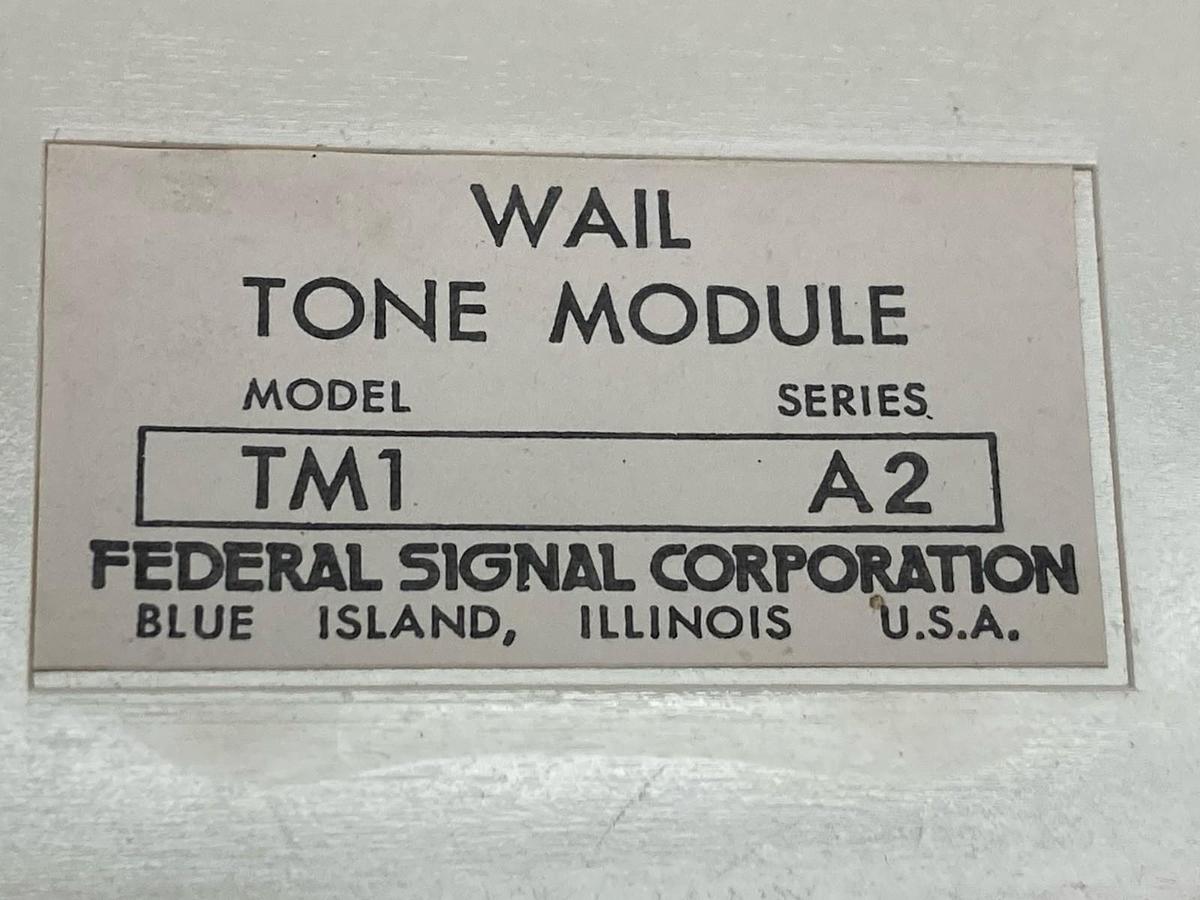 WAIL
TONE MODULE
MODEL SERIES
TM1 A2
FEDERAL SIGNAL CORPORATION
BLUE ISLAND, ILLINOIS U.S.A.